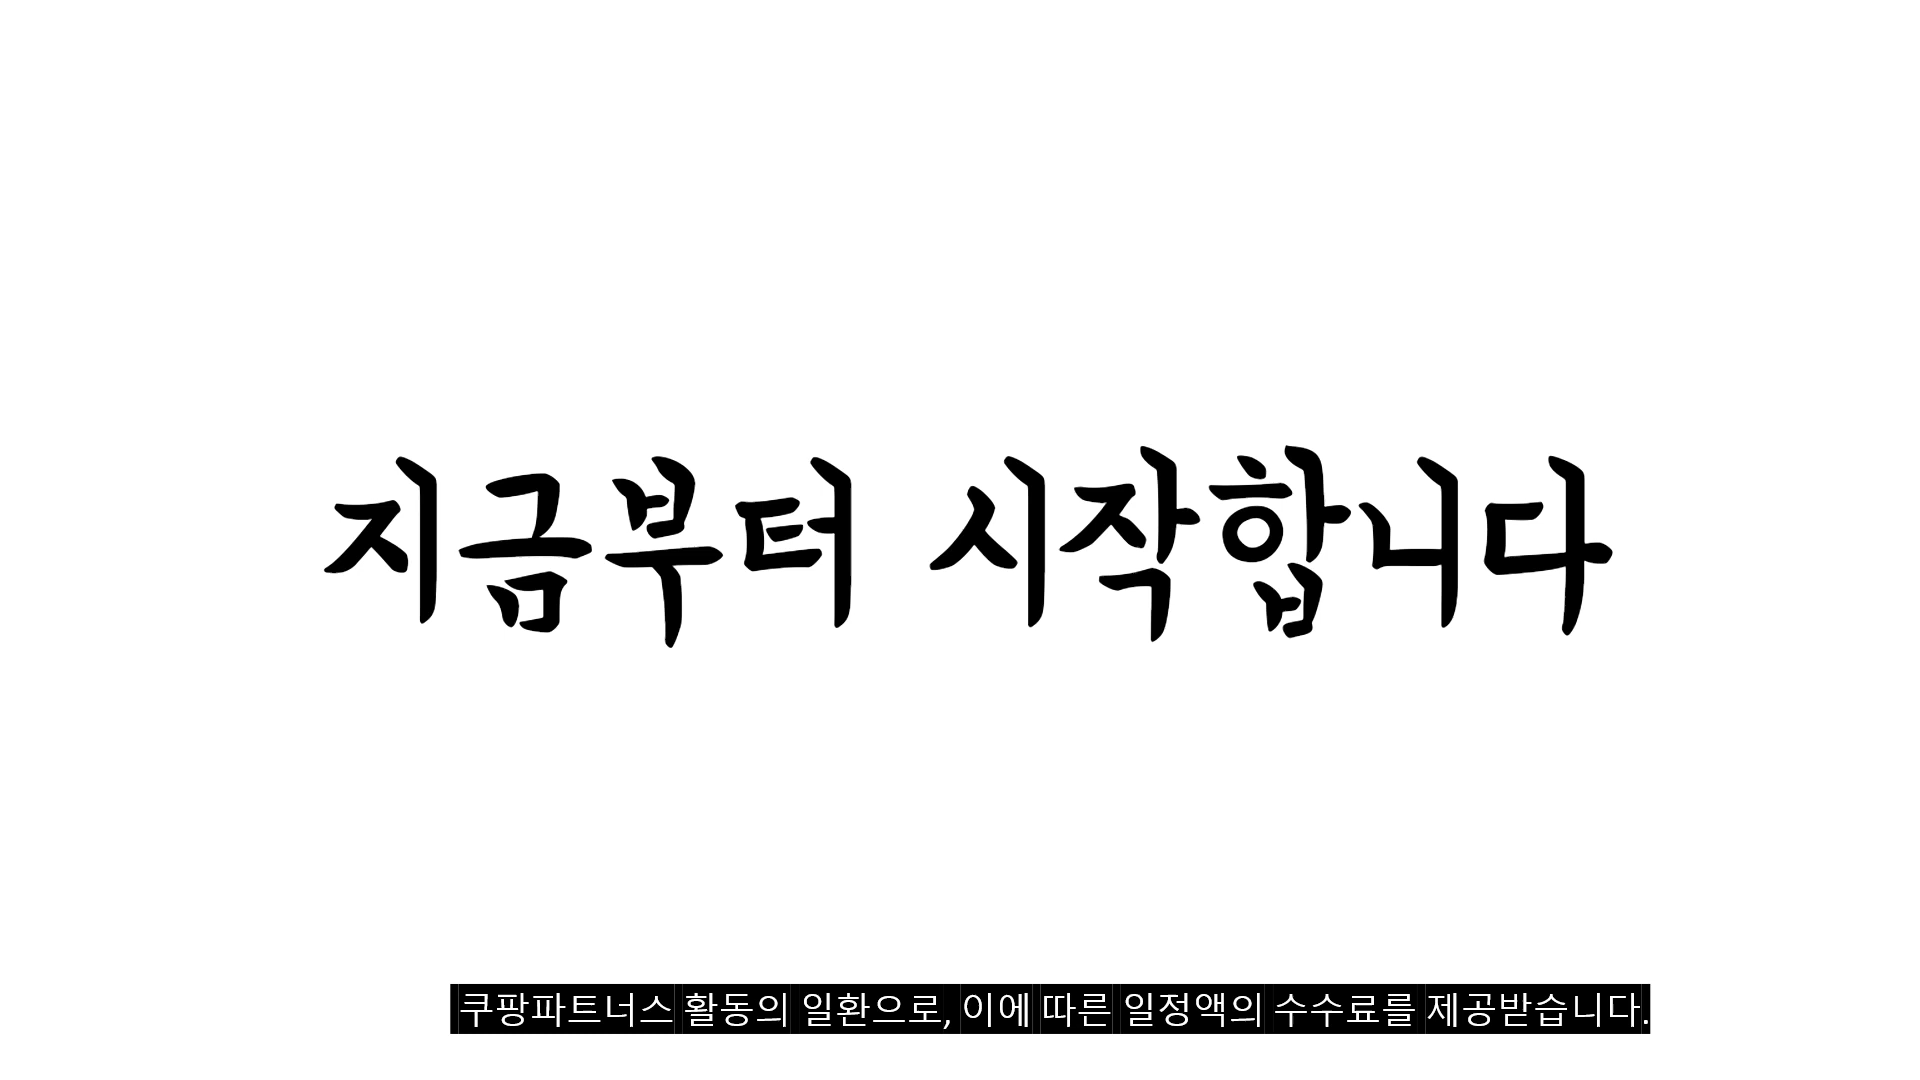 지금부터 시작합니다
쿠팡파트너스 활동의 일환으로, 이에 따른 일정액의 수수료를 제공받습니다.